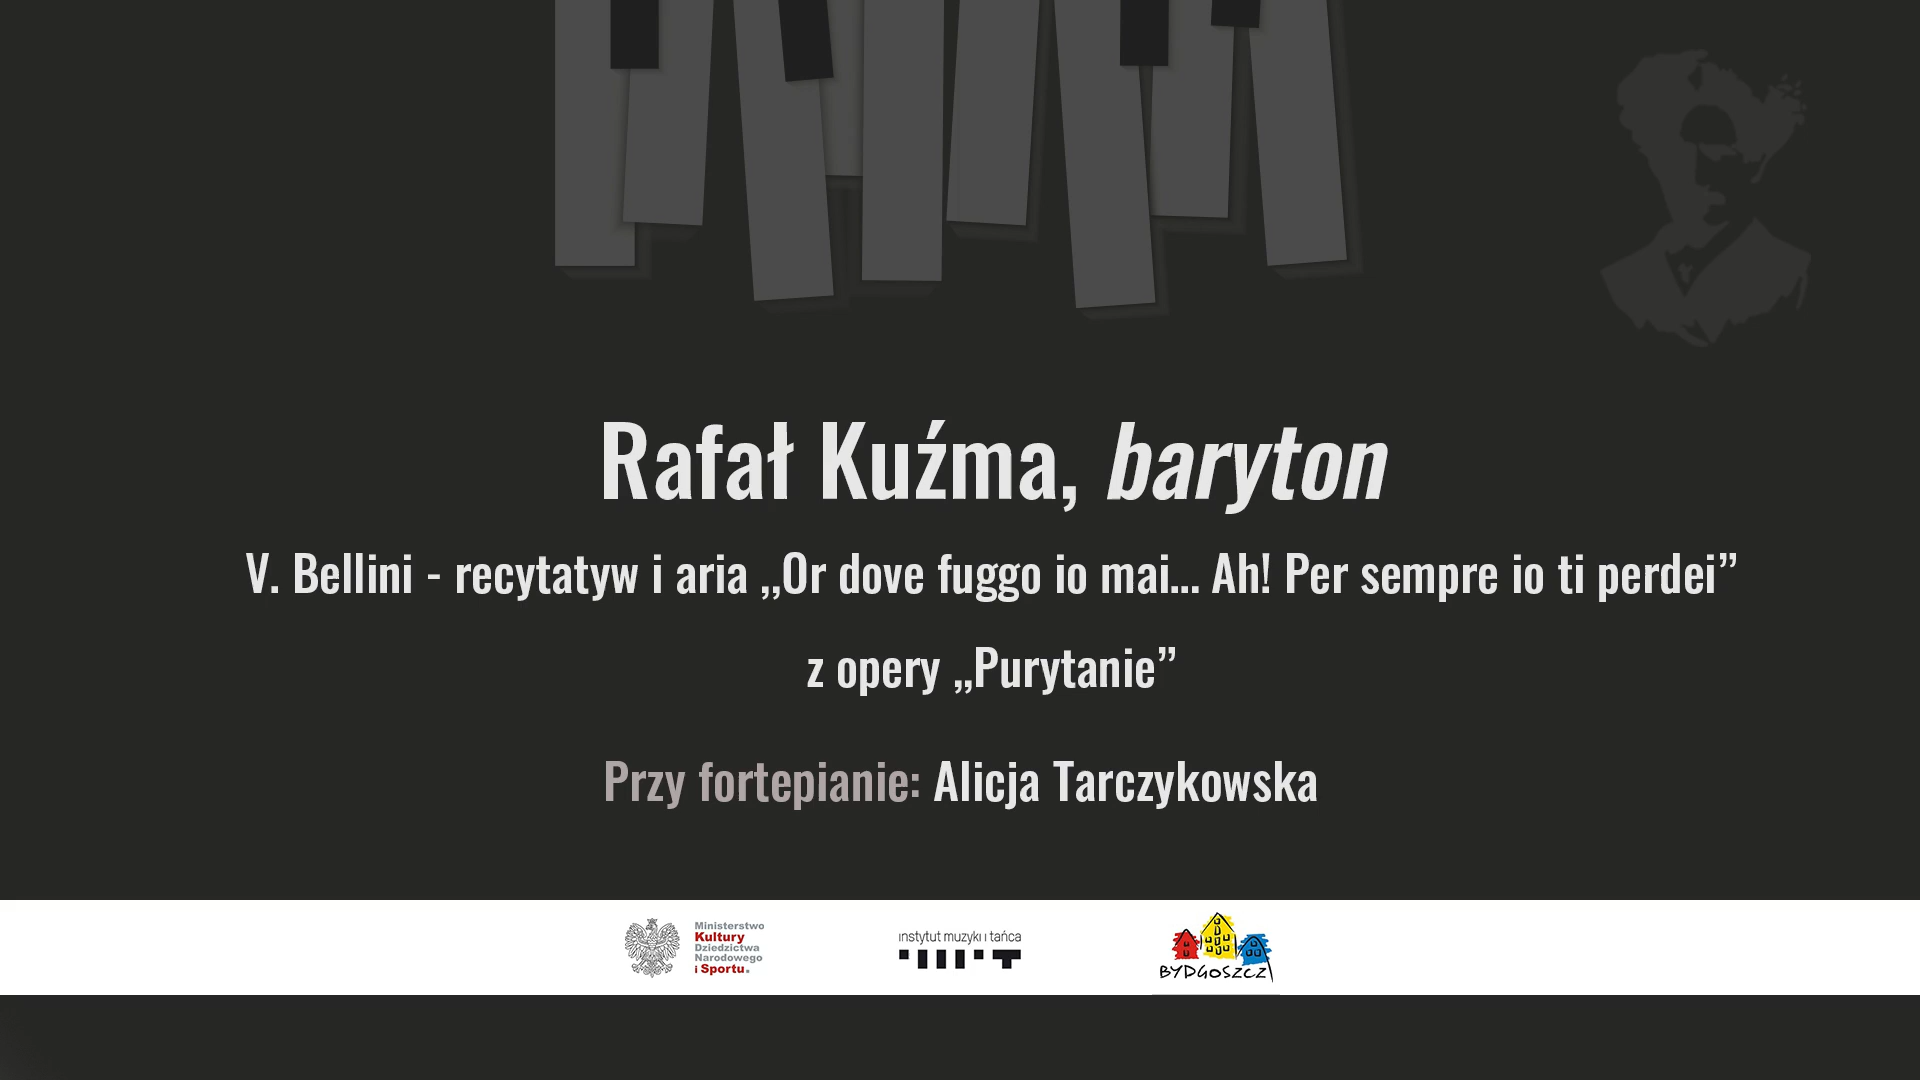 Rafał Kuźma, baryton
V. Bellini - recytatyw i aria ,,Or dove fuggo io mai... Ah! Per sempre io ti perdei”
z opery „Purytanie”
Przy fortepianie: Alicja Tarczykowska
Ministerstwo
Kultury
Dziedzictwa
Narodowego
i Sportu.
instytut muzyki i tańca
BYDGOSZCZ